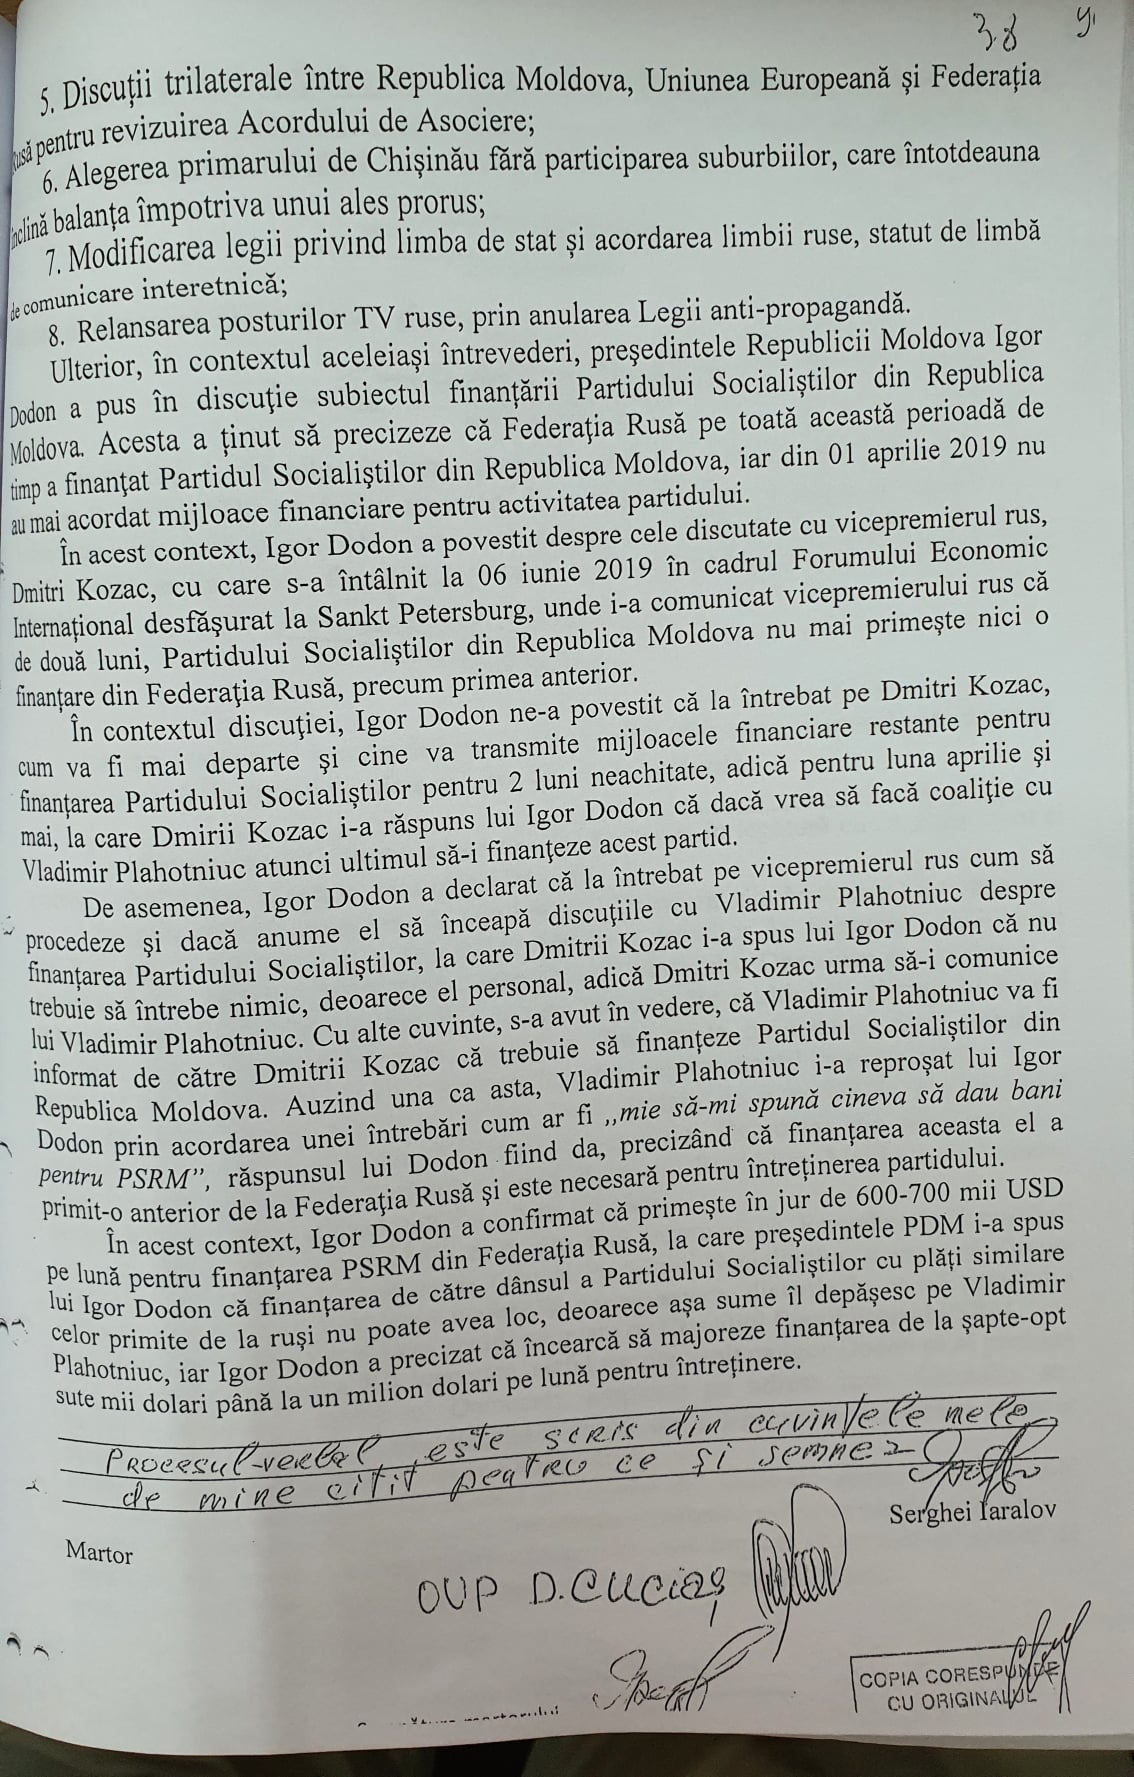 38 y.
5. Discuții trilaterale între Republica Moldova, Uniunea Europeană și Federația
Rusă pentru revizuirea Acordului de Asociere;
6. Alegerea primarului de Chișinău fără participarea suburbiilor, care întotdeauna
înclină balanța împotriva unui ales prorus;
7. Modificarea legii privind limba de stat și acordarea limbii ruse, statut de limbă
de comunicare interetnică;
8. Relansarea posturilor TV ruse, prin anularea Legii anti-propagandă.
Ulterior, în contextul aceleiași întrevederi, președintele Republicii Moldova Igor
Dodon a pus în discuţie subiectul finanțării Partidului Socialiștilor din Republica
Moldova. Acesta a ținut să precizeze că Federaţia Rusă pe toată această perioadă de
timp a finanţat Partidul Socialiştilor din Republica Moldova, iar din 01 aprilie 2019 nu
au mai acordat mijloace financiare pentru activitatea partidului.
În acest context, Igor Dodon a povestit despre cele discutate cu vicepremierul rus,
Dmitri Kozac, cu care s-a întâlnit la 06 iunie 2019 în cadrul Forumului Economic
Internațional desfăşurat la Sankt Petersburg, unde i-a comunicat vicepremierului rus că
de două luni, Partidului Socialiștilor din Republica Moldova nu mai primește nici o
finanțare din Federaţia Rusă, precum primea anterior.
În contextul discuţiei, Igor Dodon ne-a povestit că la întrebat pe Dmitri Kozac,
cum va fi mai departe şi cine va transmite mijloacele financiare restante pentru
finanțarea Partidului Socialiștilor pentru 2 luni neachitate, adică pentru luna aprilie şi
mai, la care Dmirii Kozac i-a răspuns lui Igor Dodon că dacă vrea să facă coaliţie cu
Vladimir Plahotniuc atunci ultimul să-i finanţeze acest partid.
De asemenea, Igor Dodon a declarat că la întrebat pe vicepremierul rus cum să
procedeze şi dacă anume el să înceapă discuțiile cu Vladimir Plahotniuc despre
finanțarea Partidului Socialiștilor, la care Dmitrii Kozac i-a spus lui Igor Dodon că nu
trebuie să întrebe nimic, deoarece el personal, adică Dmitri Kozac urma să-i comunice
lui Vladimir Plahotniuc. Cu alte cuvinte, s-a avut în vedere, că Vladimir Plahotniuc va fi
informat de către Dmitrii Kozac că trebuie să finanțeze Partidul Socialiștilor din
Republica Moldova. Auzind una ca asta, Vladimir Plahotniuc i-a reproșat lui Igor
Dodon prin acordarea unei întrebări cum ar fi ,,mie să-mi spună cineva să dau bani
pentru PSRM”, răspunsul lui Dodon fiind da, precizând că finanțarea aceasta el a
primit-o anterior de la Federaţia Rusă şi este necesară pentru întreținerea partidului.
În acest context, Igor Dodon a confirmat că primește în jur de 600-700 mii USD
pe lună pentru finanțarea PSRM din Federaţia Rusă, la care președintele PDM i-a spus
lui Igor Dodon că finanțarea de către dânsul a Partidului Socialiștilor cu plăți similare
celor primite de la ruși nu poate avea loc, deoarece așa sume îl depășesc pe Vladimir
Plahotniuc, iar Igor Dodon a precizat că încearcă să majoreze finanțarea de la șapte-opt
sute mii dolari până la un milion dolari pe lună pentru întreținere.
Procesul-verbal este scris din cuvintele mele
de mine citit pentru ce și semnez
Serghei Iaralov
Martor
OUP D. Cucias,
COPIA CORESPUNDE
CU ORIGINALUL